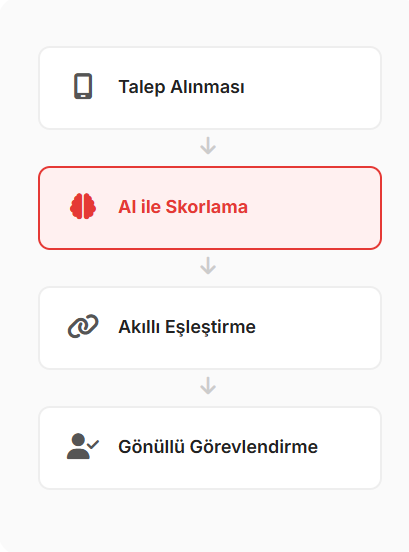 Talep Alınması
AI ile Skorlama
Akıllı Eşleştirme
Gönüllü Görevlendirme